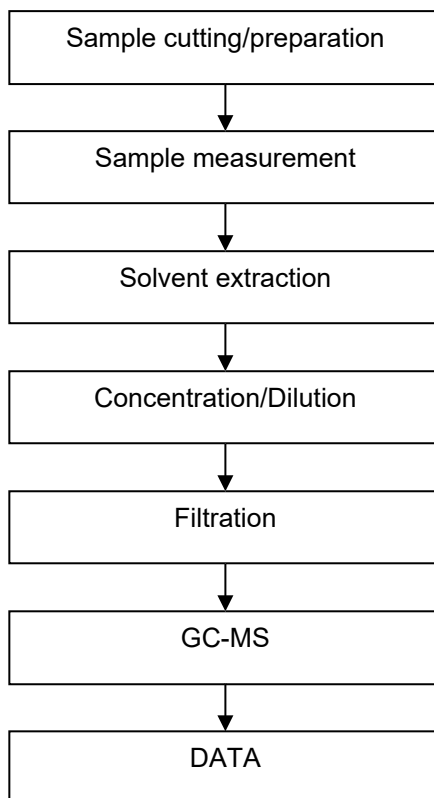 Sample cutting/preparation
Sample measurement
Solvent extraction
Concentration/Dilution
Filtration
GC-MS
DATA